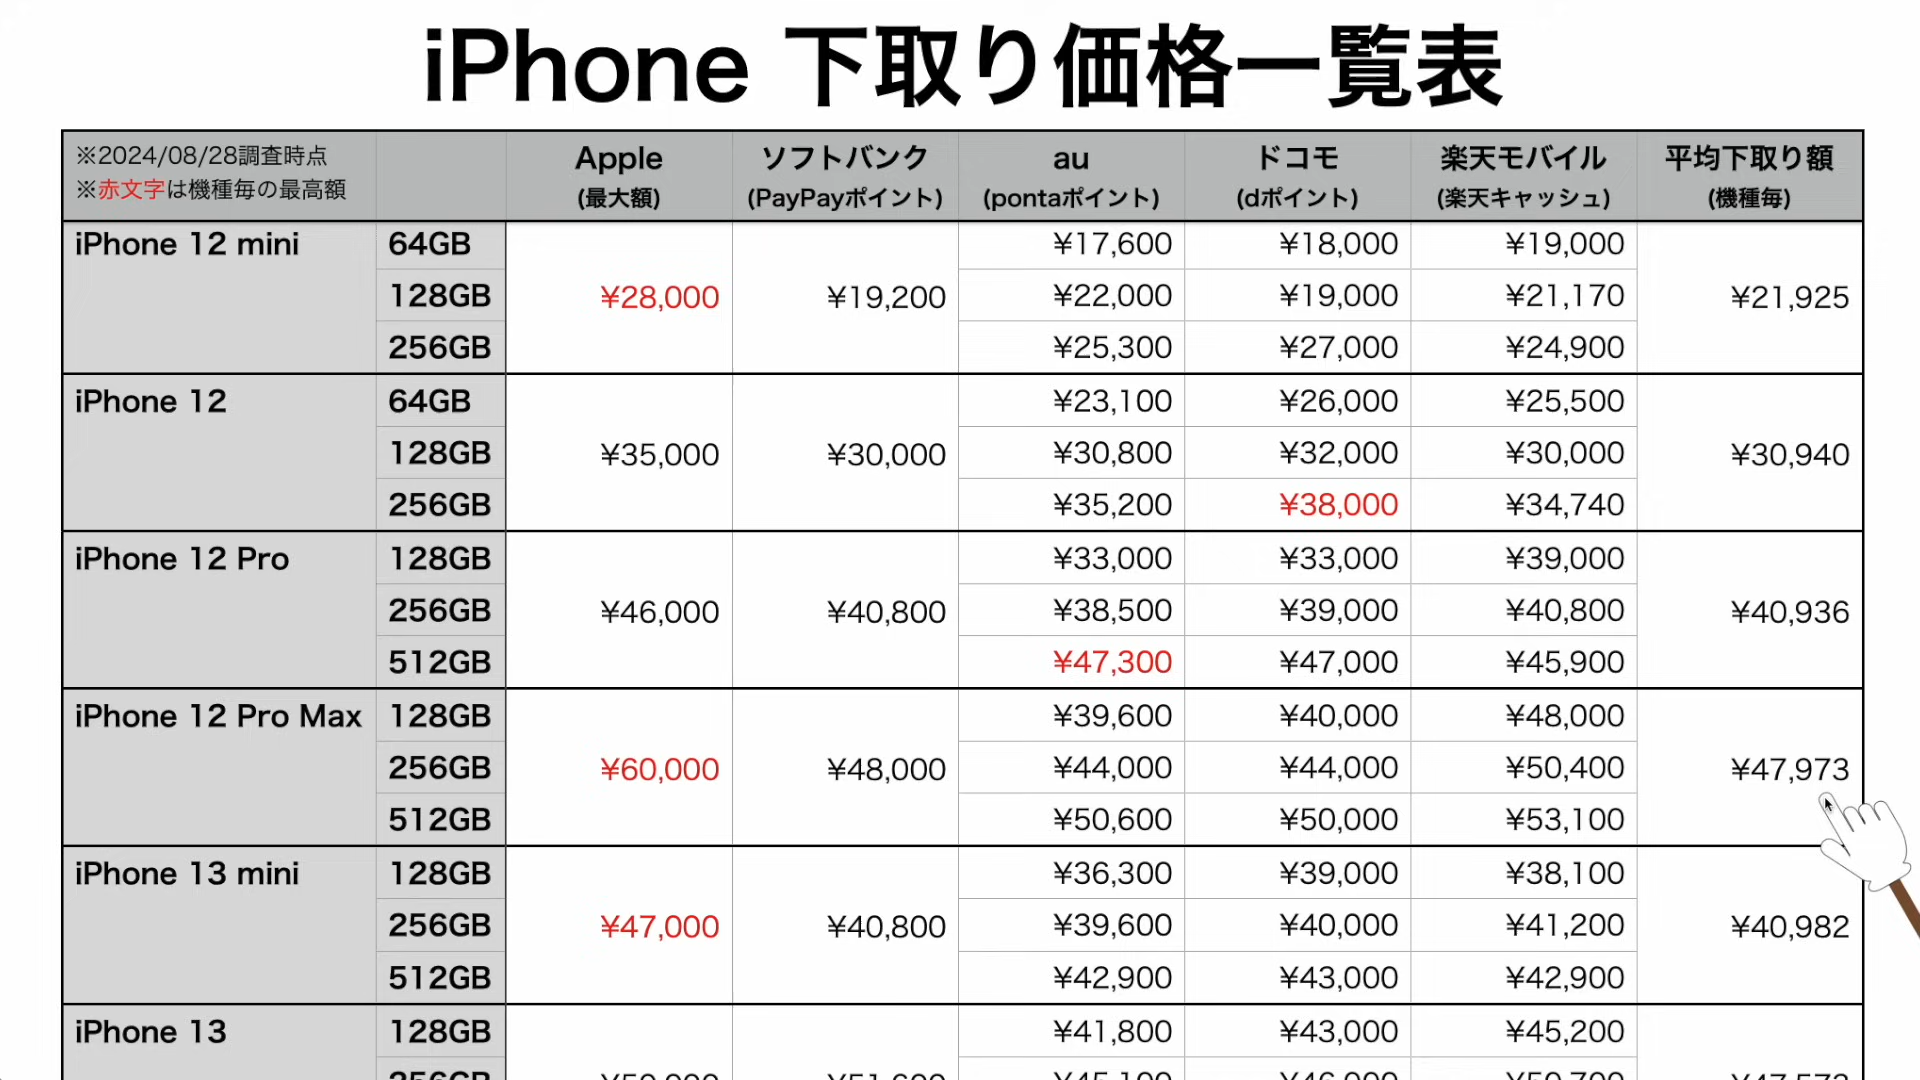 iPhone 下取り価格一覧表
※2024/08/28調査時点
※赤文字は機種毎の最高額
Apple
(最大額)
ソフトバンク
(PayPayポイント)
au
(pontaポイント)
ドコモ
(dポイント)
楽天モバイル
(楽天キャッシュ)
平均下取り額
(機種毎)
iPhone 12 mini 64GB ¥17,600 ¥18,000 ¥19,000
128GB ¥28,000 ¥19,200 ¥22,000 ¥19,000 ¥21,170 ¥21,925
256GB ¥25,300 ¥27,000 ¥24,900
iPhone 12 64GB ¥23,100 ¥26,000 ¥25,500
128GB ¥35,000 ¥30,000 ¥30,800 ¥32,000 ¥30,000 ¥30,940
256GB ¥35,200 ¥38,000 ¥34,740
iPhone 12 Pro 128GB ¥33,000 ¥33,000 ¥39,000
256GB ¥46,000 ¥40,800 ¥38,500 ¥39,000 ¥40,800 ¥40,936
512GB ¥47,300 ¥47,000 ¥45,900
iPhone 12 Pro Max 128GB ¥39,600 ¥40,000 ¥48,000
256GB ¥60,000 ¥48,000 ¥44,000 ¥44,000 ¥50,400 ¥47,973
512GB ¥50,600 ¥50,000 ¥53,100
iPhone 13 mini 128GB ¥36,300 ¥39,000 ¥38,100
256GB ¥47,000 ¥40,800 ¥39,600 ¥40,000 ¥41,200 ¥40,982
512GB ¥42,900 ¥43,000 ¥42,900
iPhone 13 128GB ¥41,800 ¥43,000 ¥45,200
256GB